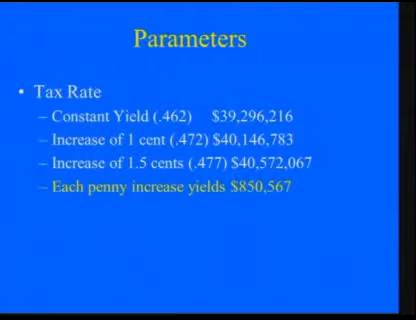 Parameters
• Tax Rate
– Constant Yield (.462) $39,296,216
– Increase of 1 cent (.472) $40,146,783
– Increase of 1.5 cents (.477) $40,572,067
– Each penny increase yields $850,567